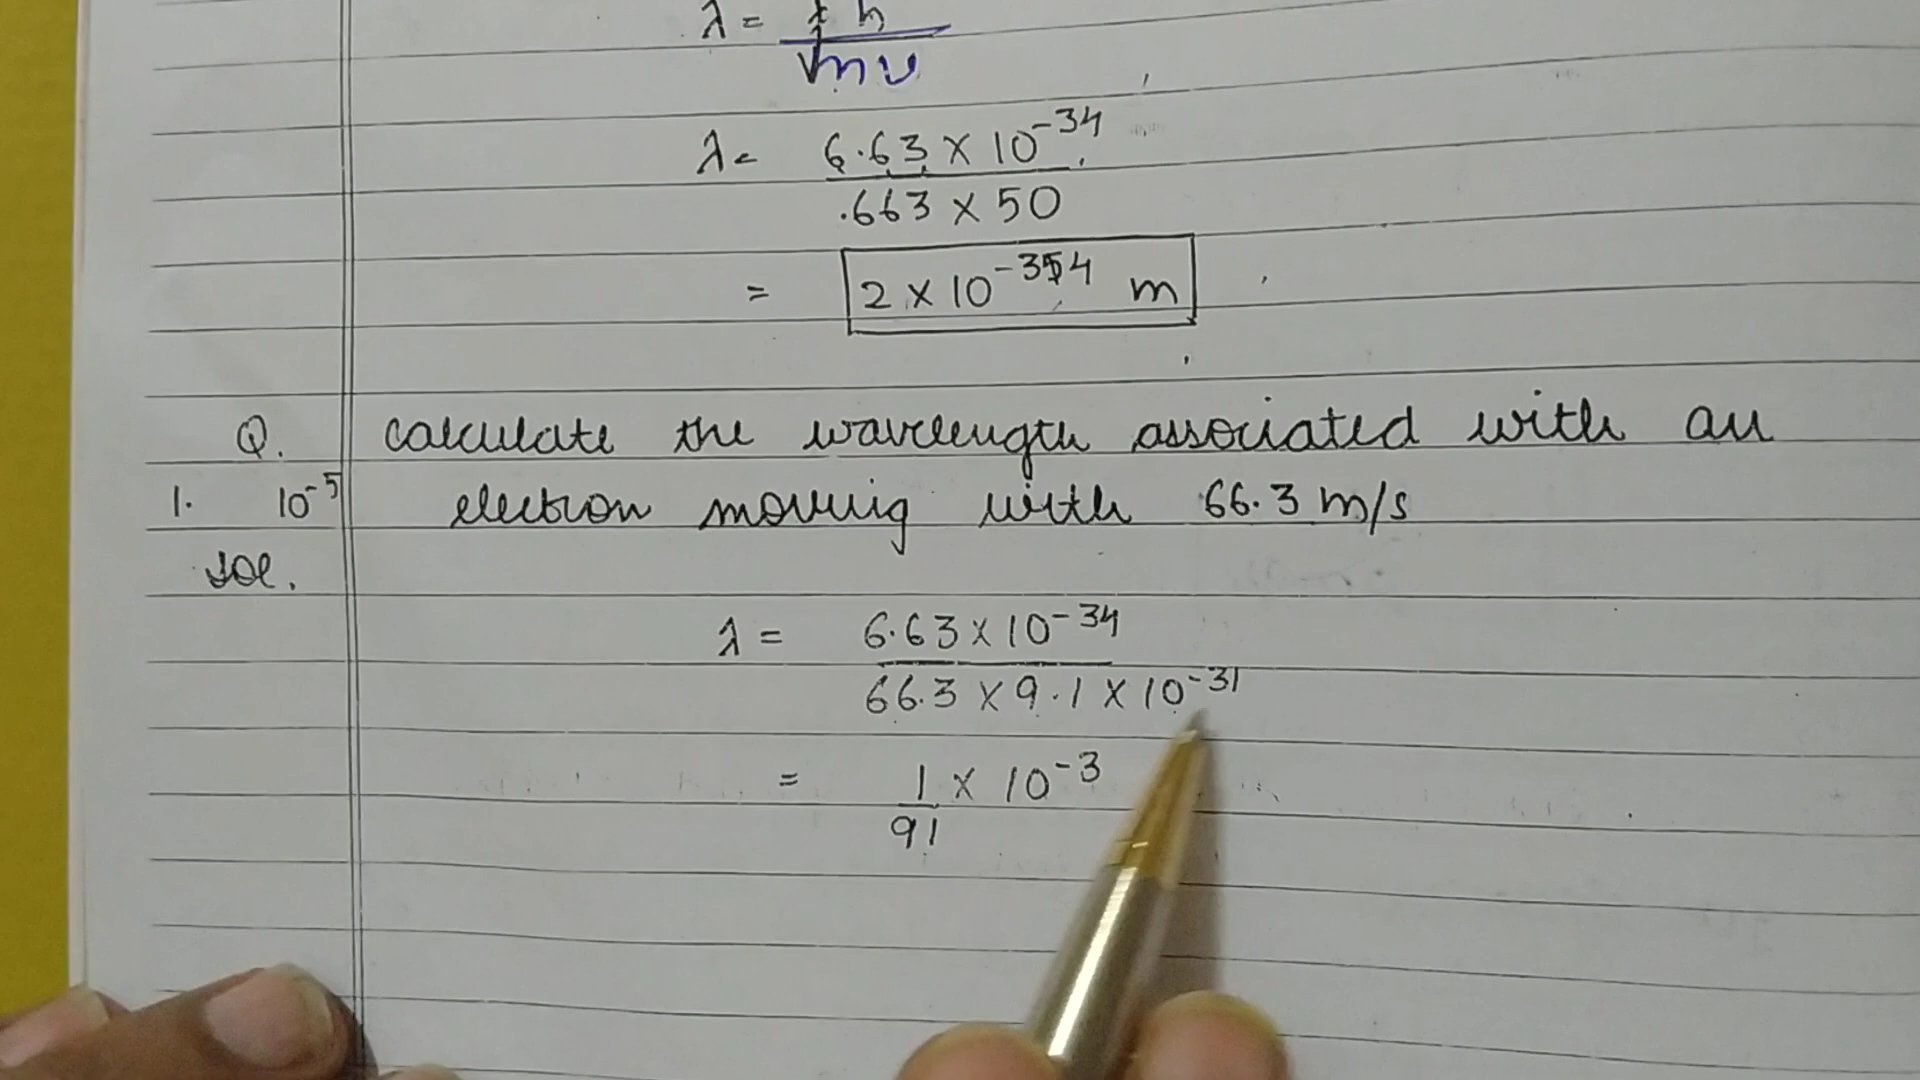 λ = h
√mv
λ = 6.63 × 10⁻³⁴
.663 × 50
= 2 × 10⁻³⁴ m
Q. calculate the wavelength associated with an
1. 10⁻⁵ electron moving with 66.3 m/s
sol.
λ = 6.63 × 10⁻³⁴
66.3 × 9.1 × 10⁻³¹
= 1 × 10⁻³
91